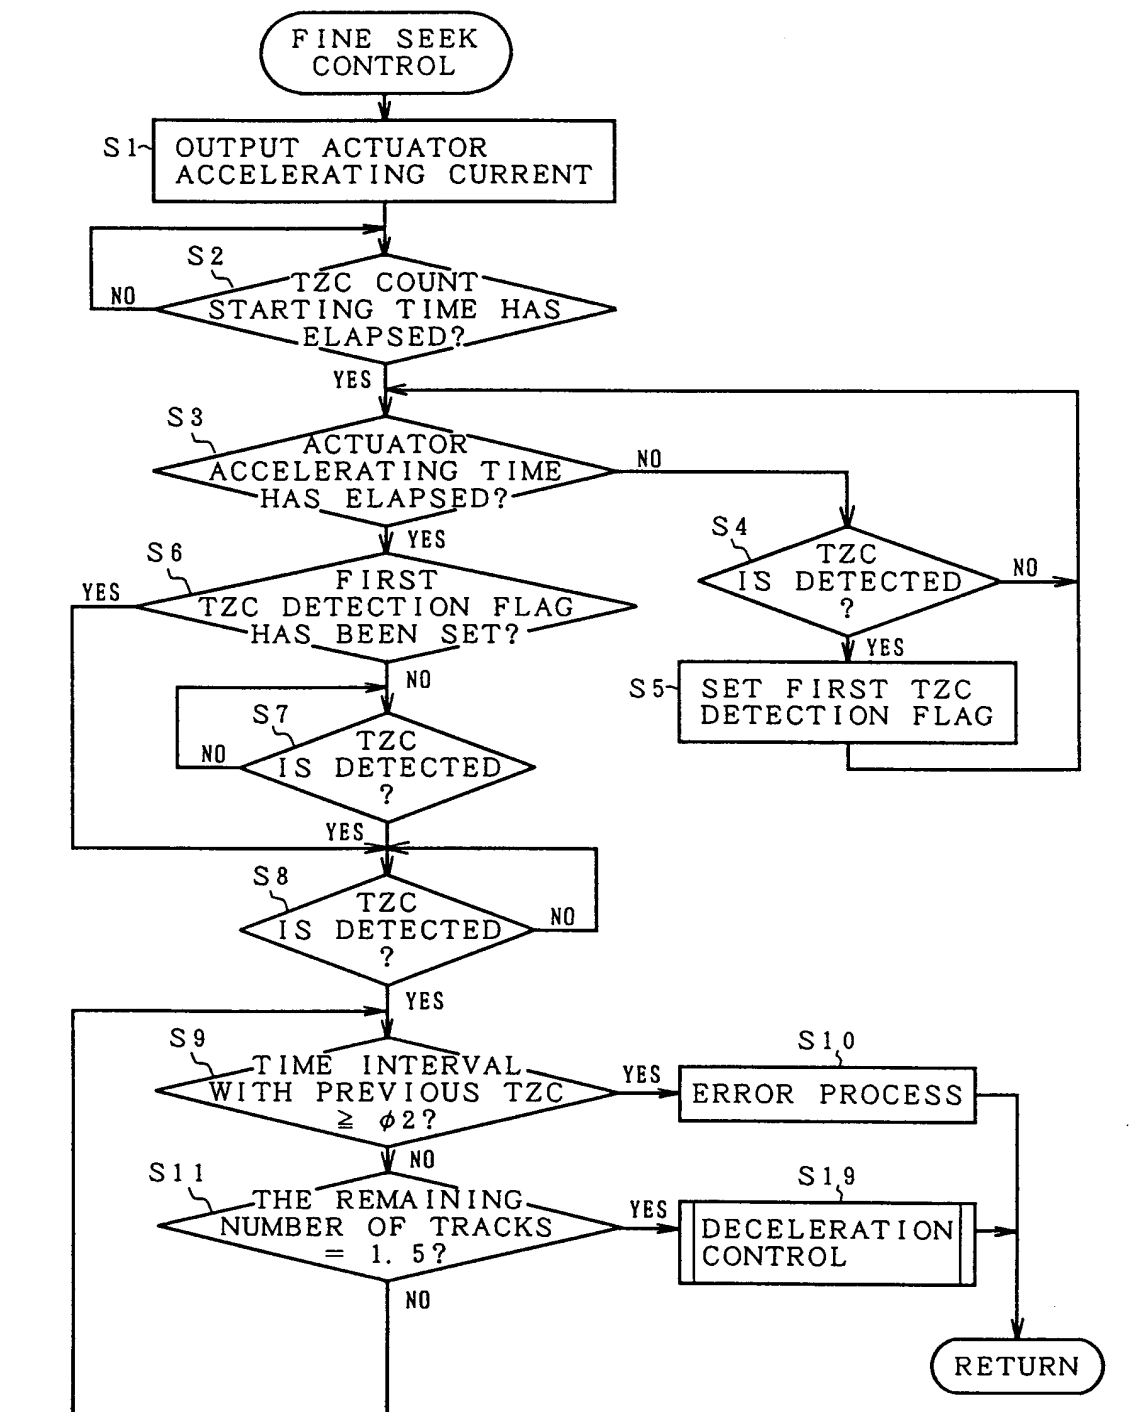 FINE SEEK
CONTROL
S1
OUTPUT ACTUATOR
ACCELERATING CURRENT
S2
TZC COUNT
STARTING TIME HAS
ELAPSED?
NO
YES
S3
ACTUATOR
ACCELERATING TIME
HAS ELAPSED?
NO
YES
S4
TZC
IS DETECTED
?
NO
YES
S5
SET FIRST TZC
DETECTION FLAG
S6
FIRST
TZC DETECTION FLAG
HAS BEEN SET?
YES
NO
S7
TZC
IS DETECTED
?
NO
YES
S8
TZC
IS DETECTED
?
NO
YES
S9
TIME INTERVAL
WITH PREVIOUS TZC
≧ φ2?
YES
NO
S10
ERROR PROCESS
S11
THE REMAINING
NUMBER OF TRACKS
= 1. 5?
YES
NO
S19
DECELERATION
CONTROL
RETURN